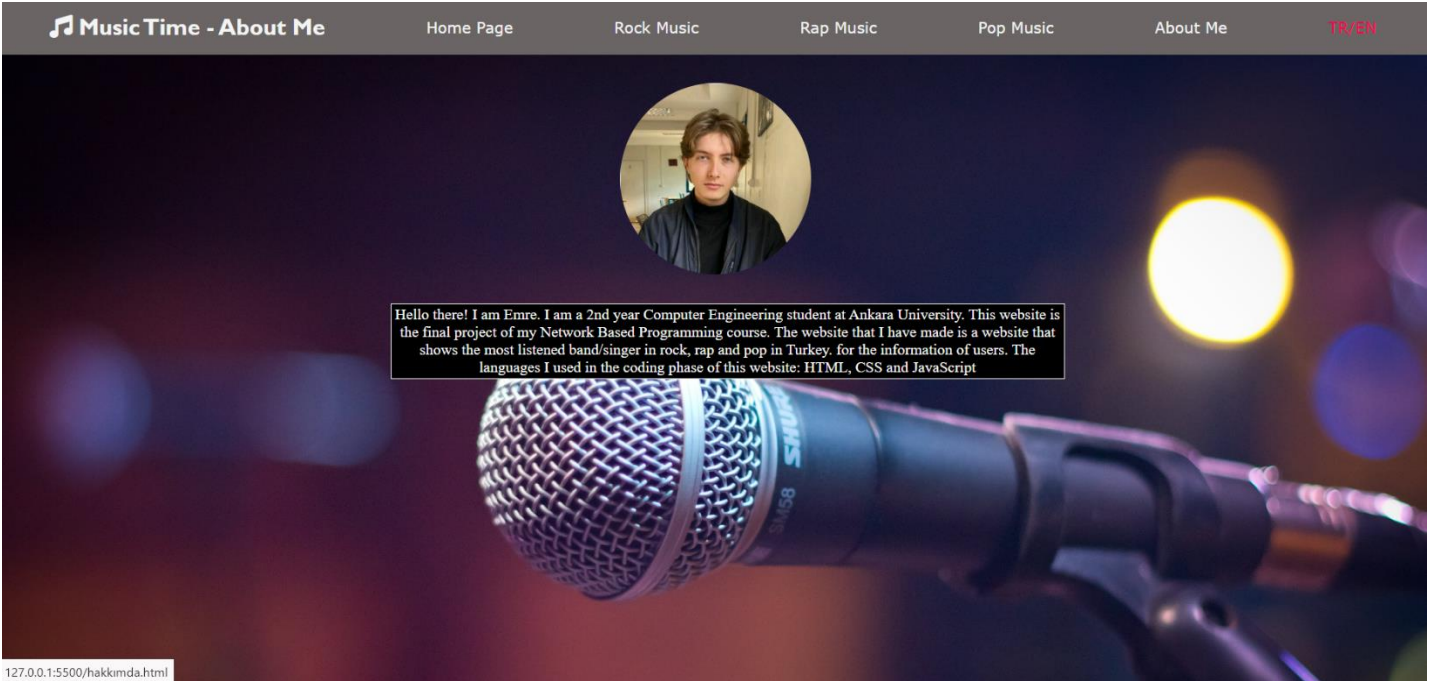 Music Time - About Me
Home Page
Rock Music
Rap Music
Pop Music
About Me
TR/EN
Hello there! I am Emre. I am a 2nd year Computer Engineering student at Ankara University. This website is
the final project of my Network Based Programming course. The website that I have made is a website that
shows the most listened band/singer in rock, rap and pop in Turkey. for the information of users. The
languages I used in the coding phase of this website: HTML, CSS and JavaScript
SHURE
SM58
127.0.0.1:5500/hakkımda.html